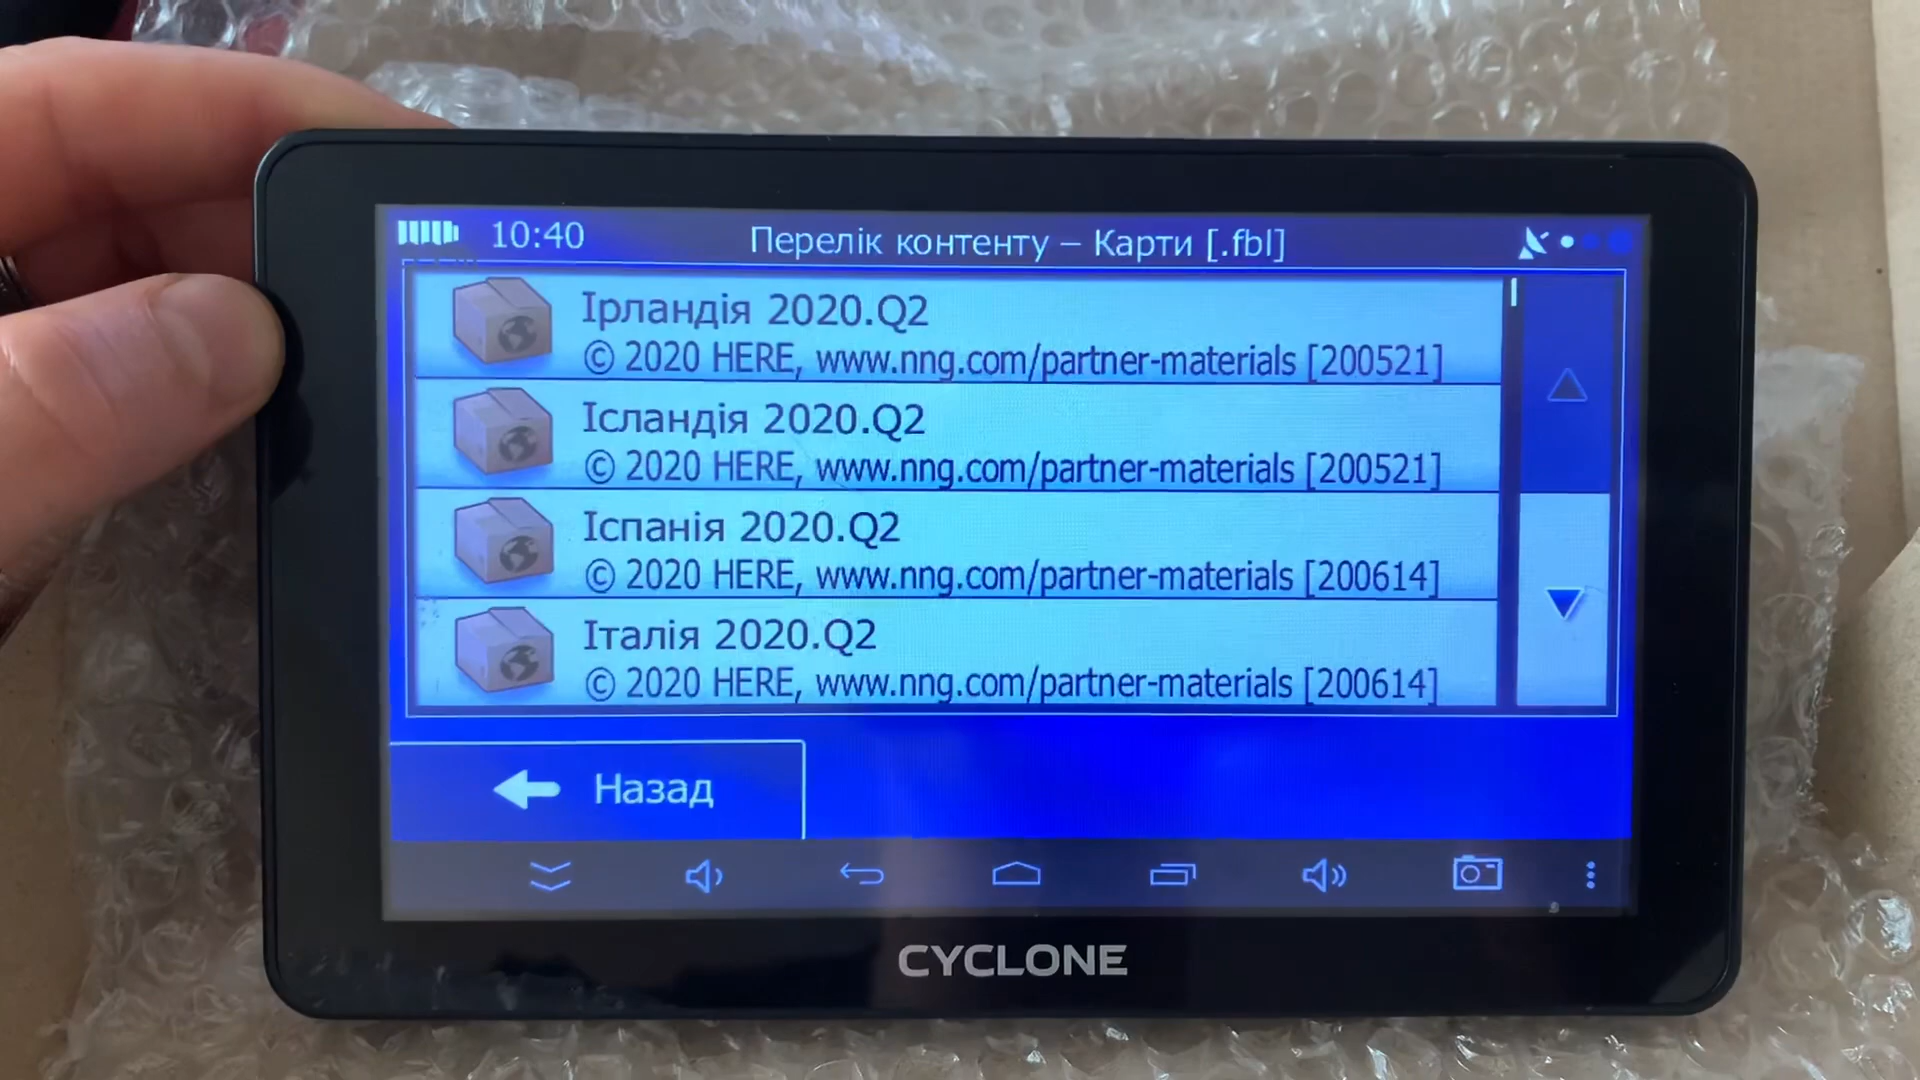 10:40 Перелік контенту – Карти [.fbl]
Ірландія 2020.Q2
© 2020 HERE, www.nng.com/partner-materials [200521]
Ісландія 2020.Q2
© 2020 HERE, www.nng.com/partner-materials [200521]
Іспанія 2020.Q2
© 2020 HERE, www.nng.com/partner-materials [200614]
Італія 2020.Q2
© 2020 HERE, www.nng.com/partner-materials [200614]
Назад
CYCLONE